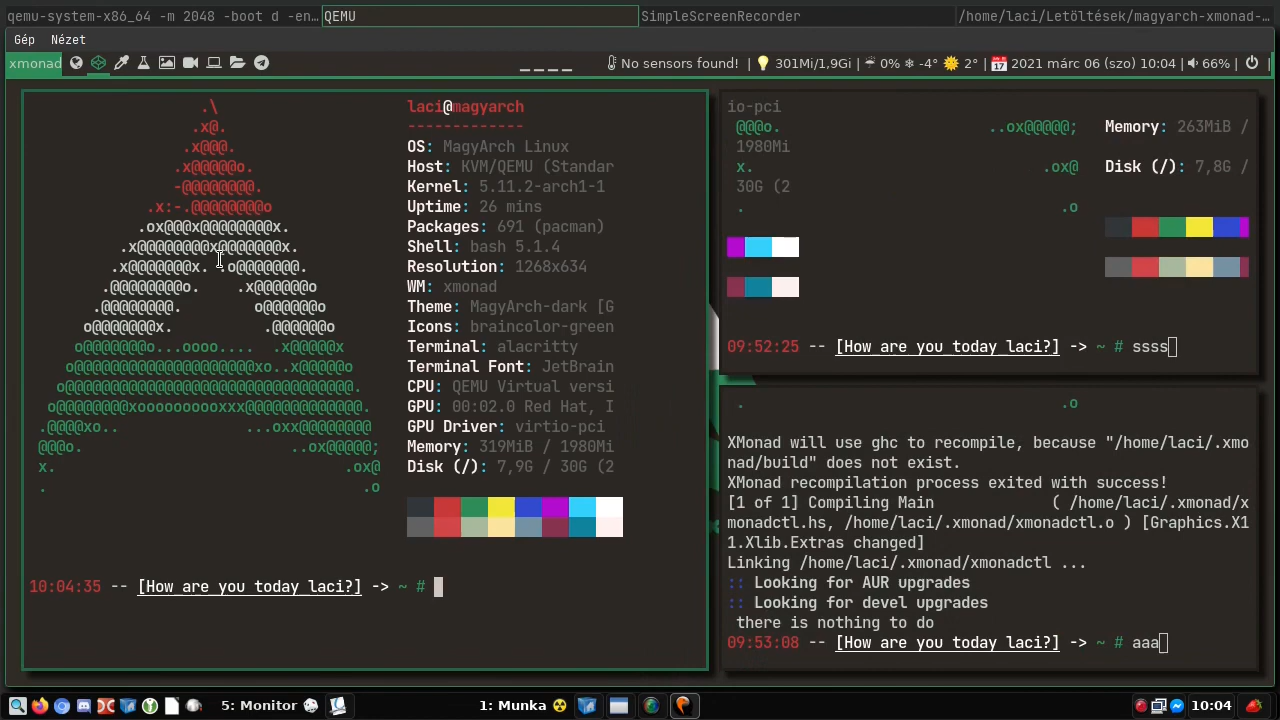 qemu-system-x86_64 -m 2048 -boot d -en…
QEMU
SimpleScreenRecorder
/home/laci/Letöltések/magyarch-xmonad-…
Gép Nézet
xmonad
No sensors found! | 301Mi/1,9Gi | 0% -4° 2° | 2021 márc 06 (szo) 10:04 | 66% | |
.\
.x@.
.x@@@.
.x@@@@@o.
-@@@@@@@@.
.x:-.@@@@@@@@o
.ox@@@x@@@@@@@@x.
.x@@@@@@@@x@@@@@@@x.
.x@@@@@@@x. .o@@@@@@@.
.@@@@@@@@o. .x@@@@@@o
.@@@@@@@@. o@@@@@@o
o@@@@@@@x. .@@@@@@o
o@@@@@@@o...oooo.... .x@@@@@x
o@@@@@@@@@@@@@@@@@@@@xo..x@@@@@o
o@@@@@@@@@@@@@@@@@@@@@@@@@@@@@@@@.
o@@@@@@@@xoooooooooxxx@@@@@@@@@@@@@.
.@@@@xo.. ...oxx@@@@@@@@
@@@o. ..ox@@@@@;
x. .ox@
. .o
laci@magyarch
-------------
OS: MagyArch Linux
Host: KVM/QEMU (Standar
Kernel: 5.11.2-arch1-1
Uptime: 26 mins
Packages: 691 (pacman)
Shell: bash 5.1.4
Resolution: 1268x634
WM: xmonad
Theme: MagyArch-dark [G
Icons: braincolor-green
Terminal: alacritty
Terminal Font: JetBrain
CPU: QEMU Virtual versi
GPU: 00:02.0 Red Hat, I
GPU Driver: virtio-pci
Memory: 319MiB / 1980Mi
Disk (/): 7,9G / 30G (2
10:04:35 -- [How are you today laci?] -> ~ #
io-pci
@@@o. ..ox@@@@@; Memory: 263MiB /
1980Mi
x. .ox@ Disk (/): 7,8G /
30G (2
. .o
09:52:25 -- [How are you today laci?] -> ~ # ssss
. .o
XMonad will use ghc to recompile, because "/home/laci/.xmo
nad/build" does not exist.
XMonad recompilation process exited with success!
[1 of 1] Compiling Main ( /home/laci/.xmonad/x
monadctl.hs, /home/laci/.xmonad/xmonadctl.o ) [Graphics.X1
1.Xlib.Extras changed]
Linking /home/laci/.xmonad/xmonadctl ...
:: Looking for AUR upgrades
:: Looking for devel upgrades
there is nothing to do
09:53:08 -- [How are you today laci?] -> ~ # aaa
5: Monitor
1: Munka
10:04